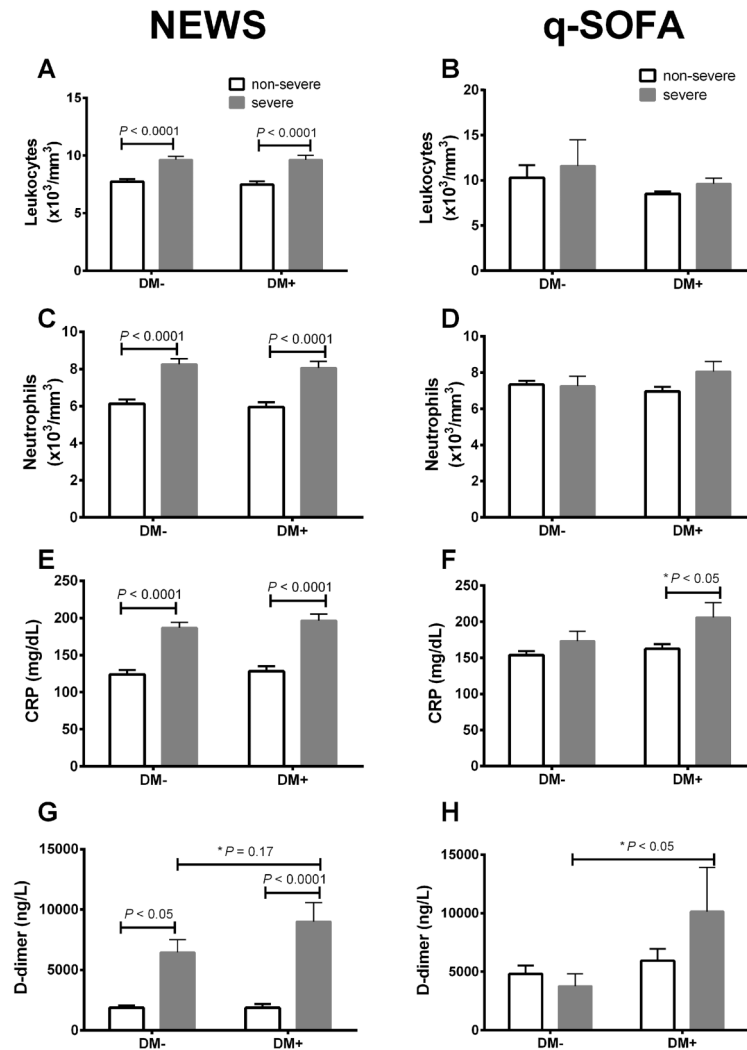 NEWS
q-SOFA
A
non-severe
severe
15
10
5
0
Leukocytes
(x10³/mm³)
P < 0.0001
P < 0.0001
DM-
DM+
B
non-severe
severe
20
15
10
5
0
Leukocytes
(x10³/mm³)
DM-
DM+
C
10
8
6
4
2
0
Neutrophils
(x10³/mm³)
P < 0.0001
P < 0.0001
DM-
DM+
D
10
8
6
4
2
0
Neutrophils
(x10³/mm³)
DM-
DM+
E
250
200
150
100
50
0
CRP (mg/dL)
P < 0.0001
P < 0.0001
DM-
DM+
F
250
200
150
100
50
0
CRP (mg/dL)
* P < 0.05
DM-
DM+
G
15000
10000
5000
0
D-dimer (ng/L)
* P = 0.17
P < 0.0001
P < 0.05
DM-
DM+
H
15000
10000
5000
0
D-dimer (ng/L)
* P < 0.05
DM-
DM+